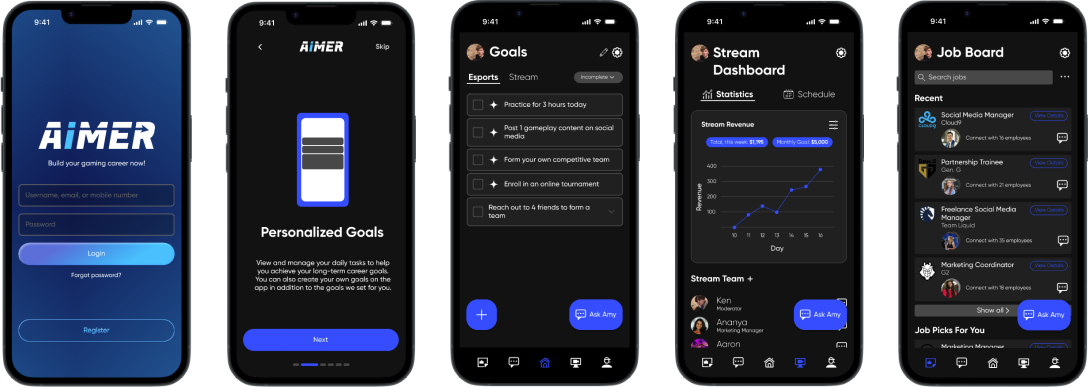 9:41
AiMER
Build your gaming career now!
Username, email, or mobile number
Password
Login
Forgot password?
Register
9:41
AiMER
Skip
Personalized Goals
View and manage your daily tasks to help
you achieve your long-term career goals.
You can also create your own goals on the
app in addition to the goals we set for you.
Next
9:41
Goals
Esports
Stream
Incomplete
Practice for 3 hours today
Post 1 gameplay content on social
media
Form your own competitive team
Enroll in an online tournament
Reach out to 4 friends to form a
team
+
Ask Amy
9:41
Stream
Dashboard
Statistics
Schedule
Stream Revenue
Total, this week: $1,195
Monthly Goal: $5,000
400
300
200
100
Revenue
10 11 12 13 14 15 16
Day
Stream Team +
Ken
Moderator
Ananya
Marketing Manager
Aaron
Ask Amy
9:41
Job Board
Search jobs
Recent
Social Media Manager
Cloud9
View Details
CLOUD9
Connect with 16 employees
Partnership Trainee
Gen. G
View Details
GEN.G
Connect with 21 employees
Freelance Social Media
Manager
Team Liquid
View Details
Connect with 35 employees
Marketing Coordinator
G2
View Details
Connect with 18 employees
Show all >
Ask Amy
Job Picks For You
Marketing Manager